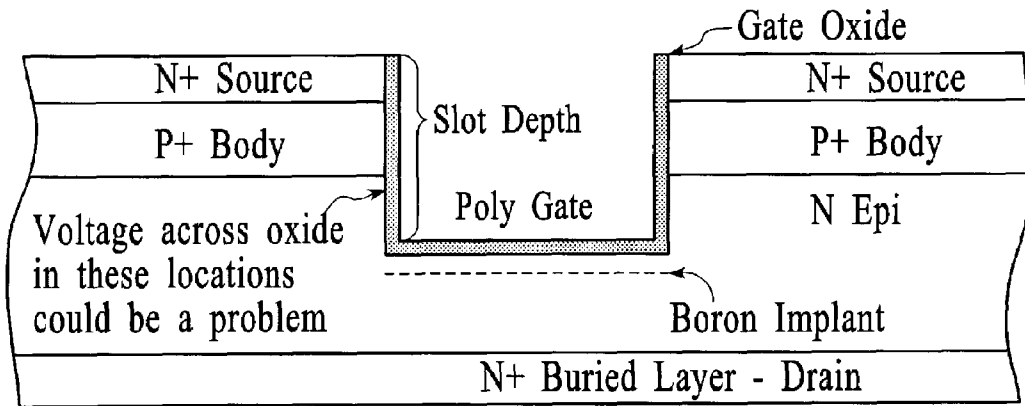 Gate Oxide
N+ Source
N+ Source
Slot Depth
P+ Body
P+ Body
Poly Gate
N Epi
Voltage across oxide
in these locations
could be a problem
Boron Implant
N+ Buried Layer - Drain